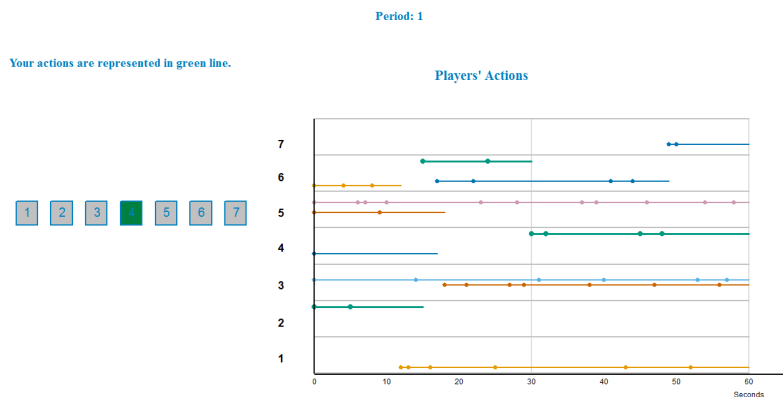 Period: 1
Your actions are represented in green line.
Players' Actions
1 2 3 4 5 6 7
7
6
5
4
3
2
1
0 10 20 30 40 50 60
Seconds